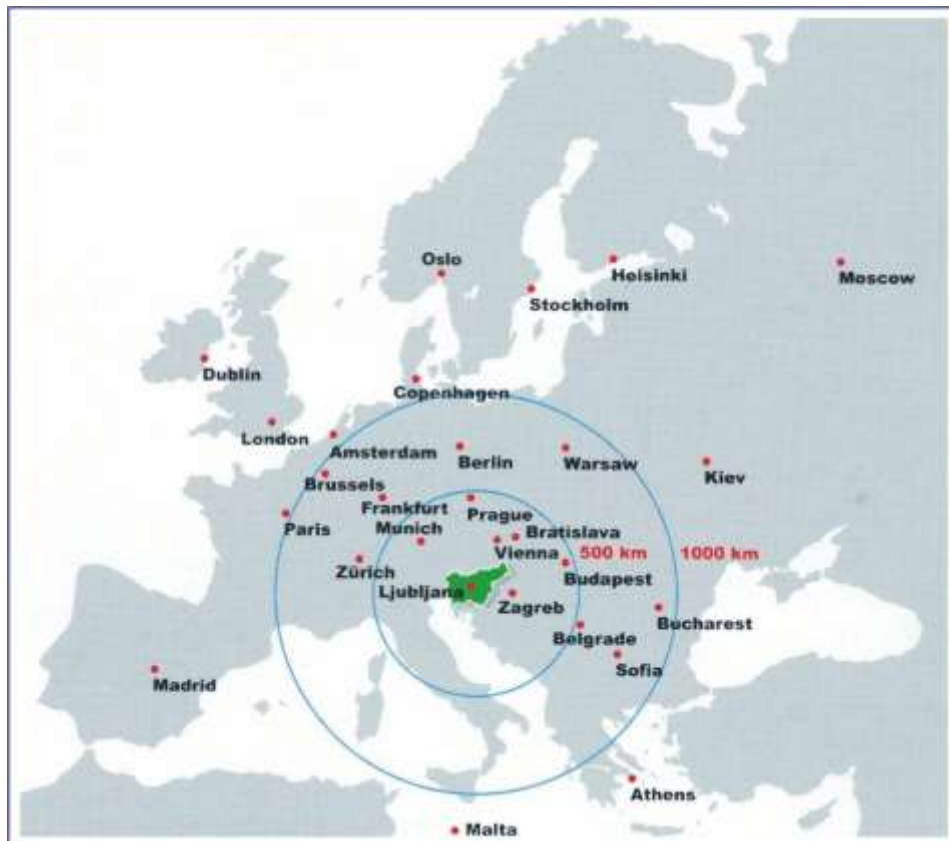 Oslo
Helsinki
Moscow
Stockholm
Dublin
Copenhagen
London
Amsterdam
Berlin
Warsaw
Kiev
Brussels
Frankfurt
Prague
Paris
Munich
Bratislava
Vienna
500 km
1000 km
Zürich
Budapest
Ljubljana
Zagreb
Bucharest
Belgrade
Sofia
Madrid
Athens
Malta